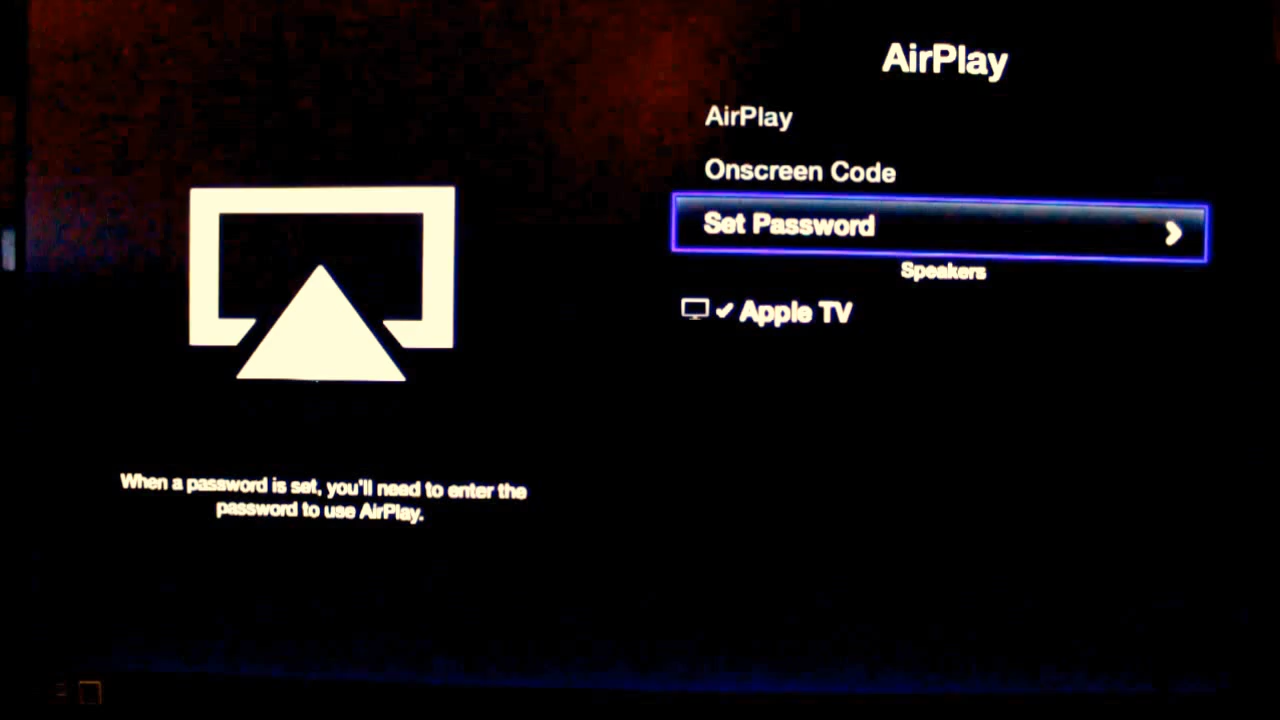 AirPlay
AirPlay
Onscreen Code
Set Password
Speakers
Apple TV
When a password is set, you'll need to enter the
password to use AirPlay.